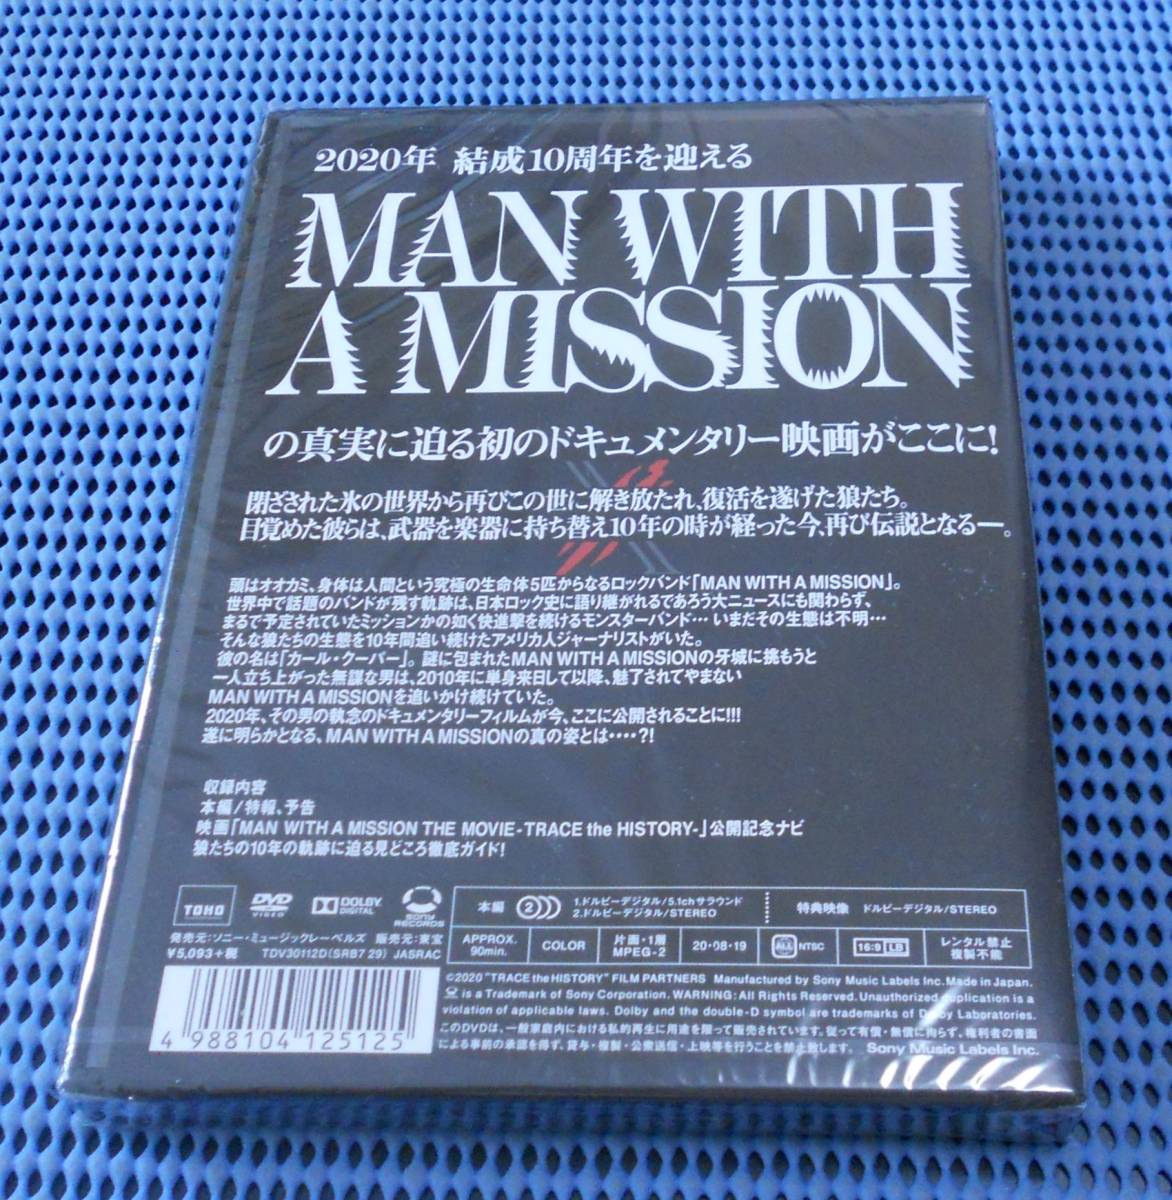 2020年 結成10周年を迎える
MAN WITH
A MISSION
の真実に迫る初のドキュメンタリー映画がここに!
閉ざされた氷の世界から再びこの世に解き放たれ、復活を遂げた狼たち。
目覚めた彼らは、武器を楽器に持ち替え10年の時が経った今、再び伝説となるー。
頭はオオカミ、身体は人間という究極の生命体5匹からなるロックバンド「MAN WITH A MISSION」。
世界中で話題のバンドが残す軌跡は、日本ロック史に語り継がれるであろう大ニュースにも関わらず、
まるで予定されていたミッションかの如く快進撃を続けるモンスターバンド…いまだその生態は不明…
そんな狼たちの生態を10年間追い続けたアメリカ人ジャーナリストがいた。
彼の名は「カール・クーパー」。謎に包まれたMAN WITH A MISSIONの牙城に挑もうと
一人立ち上がった無謀な男は、2010年に単身来日して以降、魅了されてやまない
MAN WITH A MISSIONを追いかけ続けていた。
2020年、その男の執念のドキュメンタリーフィルムが今、ここに公開されることに!!!
遂に明らかとなる、MAN WITH A MISSIONの真の姿とは・・・・?!
収録内容
本編/特報、予告
映画「MAN WITH A MISSION THE MOVIE-TRACE the HISTORY-」公開記念ナビ
狼たちの10年の軌跡に迫る見どころ徹底ガイド!
TOHO DVD VIDEO DOLBY DIGITAL SONY RECORDS
本編 2 1.ドルビーデジタル/5.1chサラウンド
2.ドルビーデジタル/STEREO
特典映像 ドルビーデジタル/STEREO
発売元:ソニー・ミュージックレーベルズ 販売元:東宝
¥5,093+税 TDV30112D(SRB7 29) JASRAC
APPROX. 90min. COLOR 片面・1層 MPEG-2 20・08・19 ALL NTSC 16:9 LB レンタル禁止 複製不能
©2020 "TRACE the HISTORY" FILM PARTNERS Manufactured by Sony Music Labels Inc. Made in Japan.
is a Trademark of Sony Corporation. WARNING: All Rights Reserved. Unauthorized duplication is a
violation of applicable laws. Dolby and the double-D symbol are trademarks of Dolby Laboratories.
このDVDは、一般家庭内における私的再生に用途を限って販売されています。従って有償・無償に拘らず、権利者の書面
による事前の承諾を得ず、貸与・複製・公衆送信・上映等を行うことを禁止致します。 Sony Music Labels Inc.
4 988104 125125